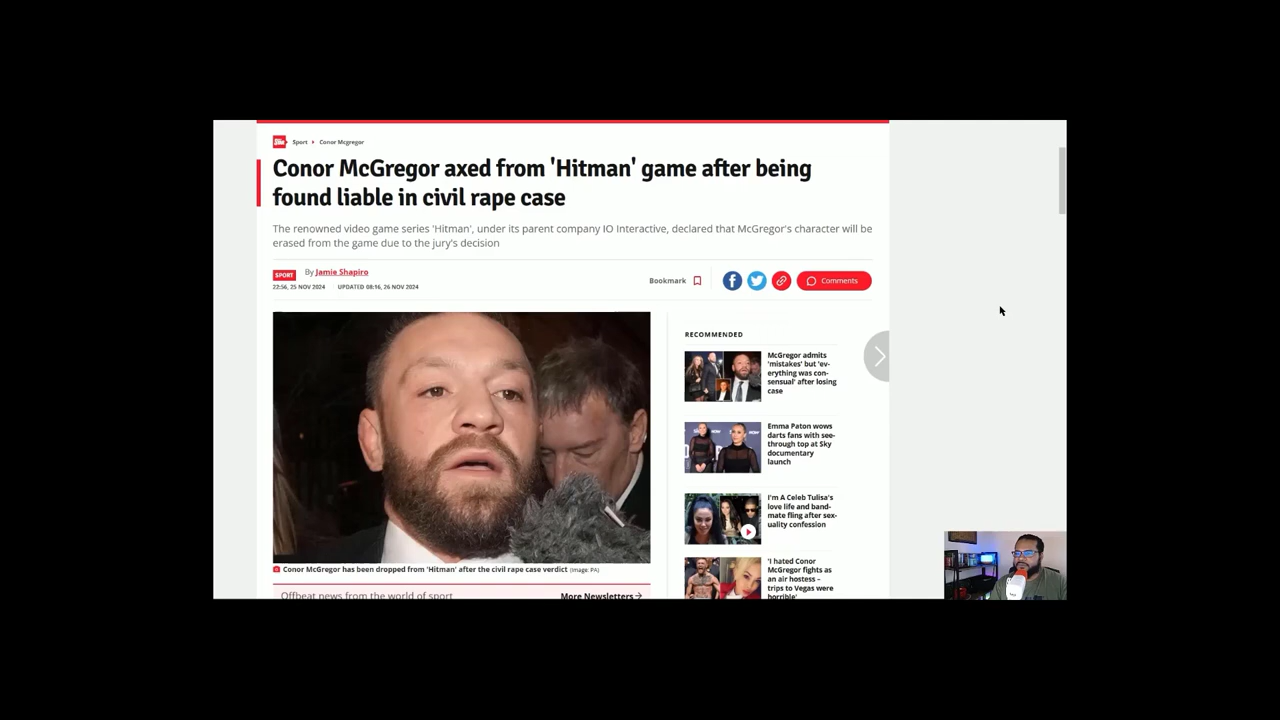 Sport Conor Mcgregor
Conor McGregor axed from 'Hitman' game after being
found liable in civil rape case
The renowned video game series 'Hitman', under its parent company IO Interactive, declared that McGregor's character will be
erased from the game due to the jury's decision
SPORT By Jamie Shapiro
22:56, 25 NOV 2024 UPDATED 08:16, 26 NOV 2024
Bookmark
Comments
Conor McGregor has been dropped from 'Hitman' after the civil rape case verdict (Image: PA)
Offbeat news from the world of sport
More Newsletters
RECOMMENDED
McGregor admits
'mistakes' but 'ev-
erything was con-
sensual' after losing
case
Emma Paton wows
darts fans with see-
through top at Sky
documentary
launch
I'm A Celeb Tulisa's
love life and band-
mate fling after sex-
uality confession
'I hated Conor
McGregor fights as
an air hostess –
trips to Vegas were
horrible'